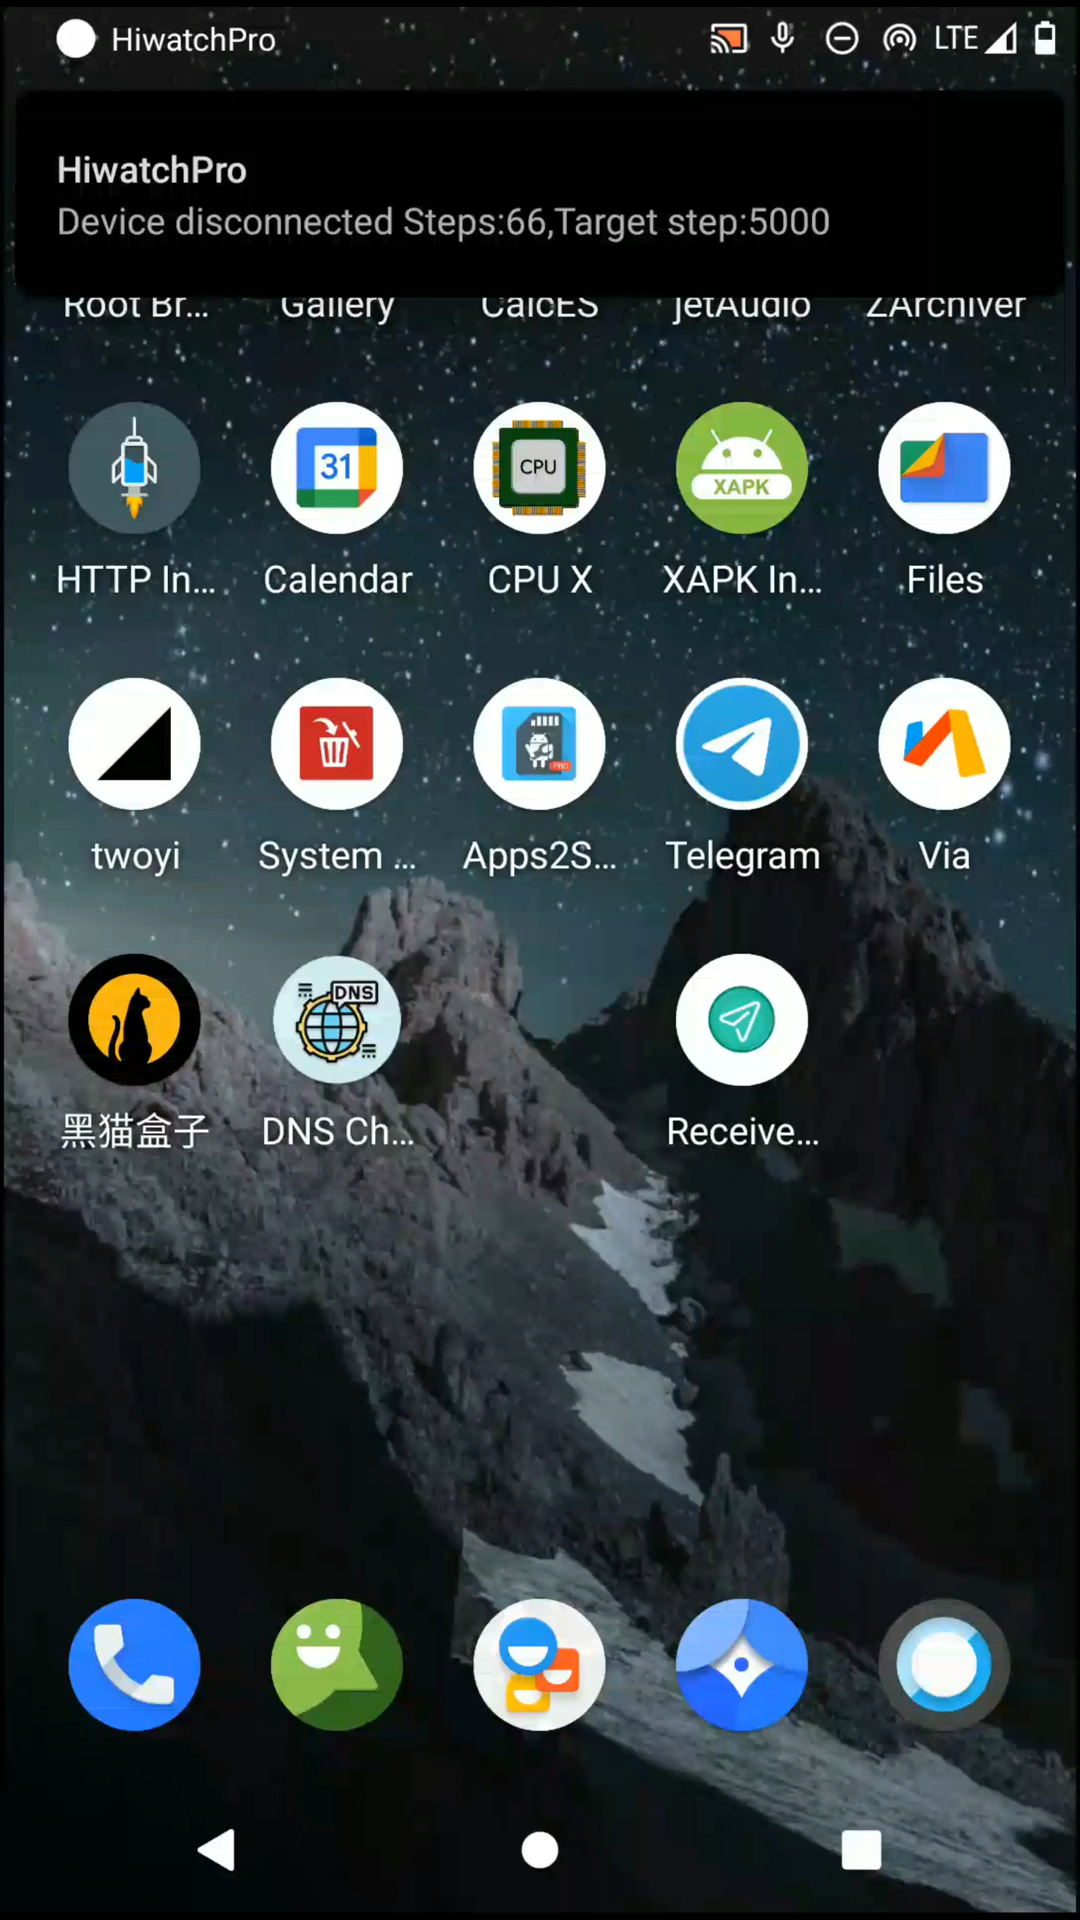 HiwatchPro
LTE
HiwatchPro
Device disconnected Steps:66,Target step:5000
Root Br... Gallery CalcES jetAudio ZArchiver
31 CPU XAPK
HTTP In... Calendar CPU X XAPK In... Files
PRO
twoyi System ... Apps2S... Telegram Via
DNS
黑猫盒子 DNS Ch... Receive...